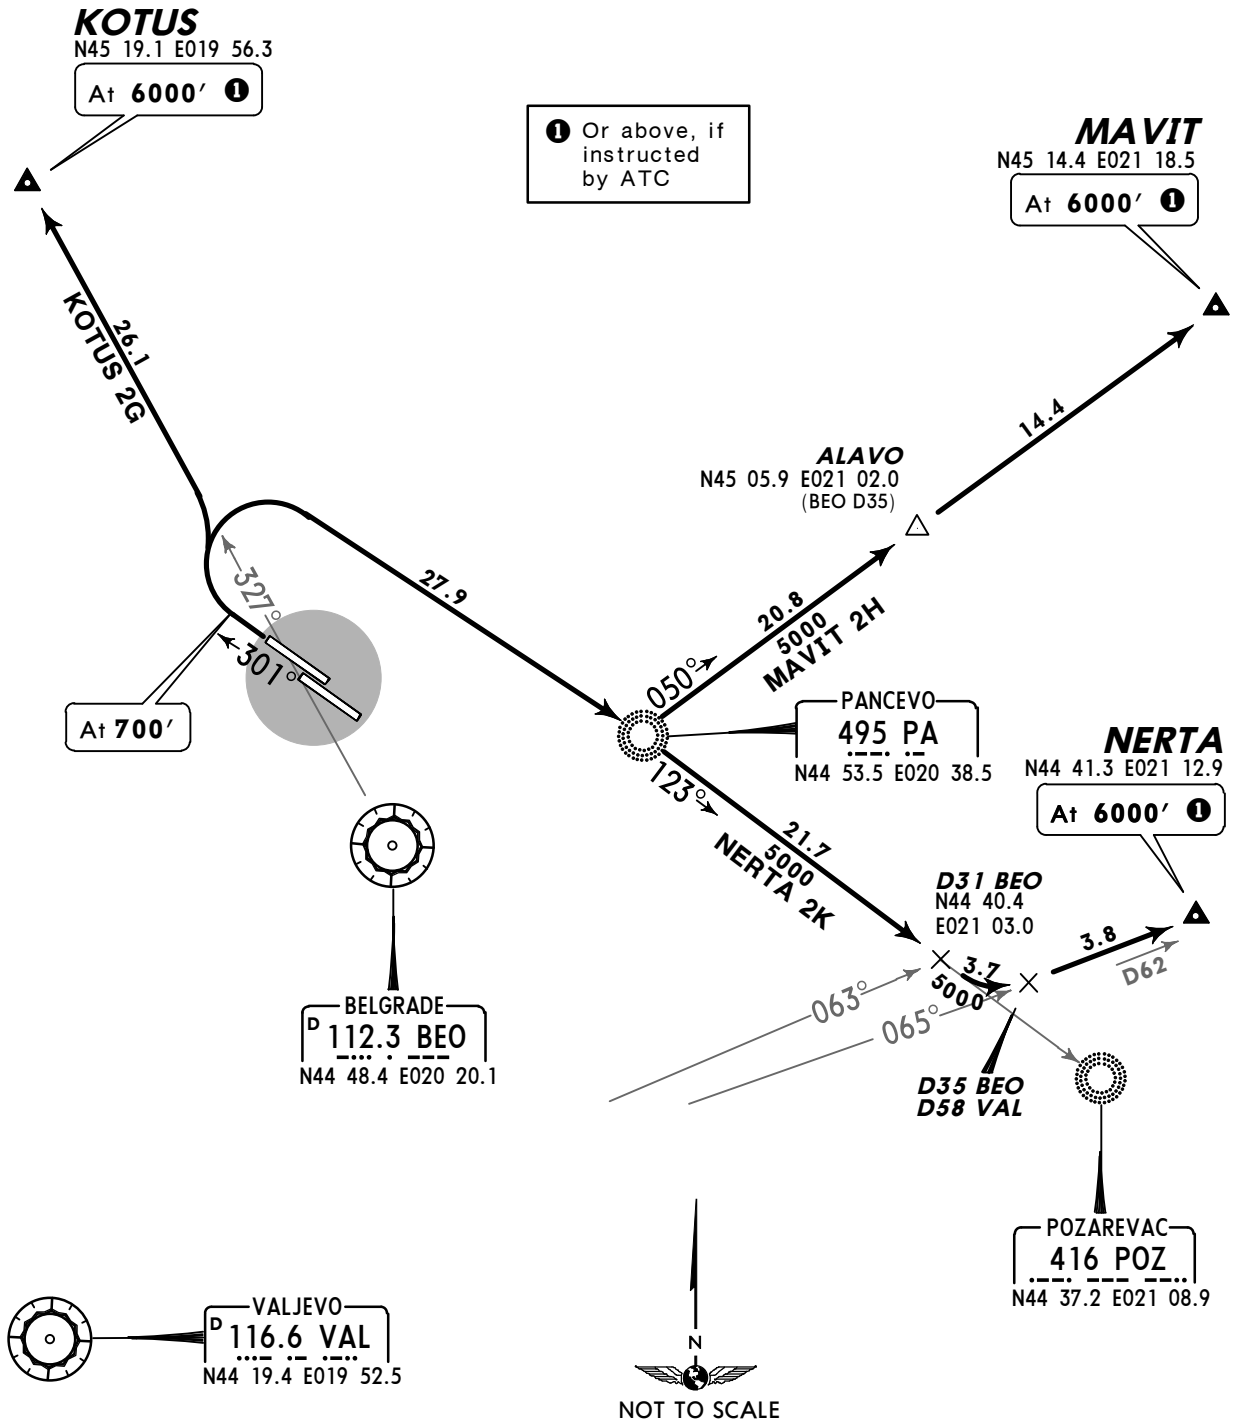 KOTUS
N45 19.1 E019 56.3
At 6000' ❶
❶ Or above, if
instructed
by ATC
MAVIT
N45 14.4 E021 18.5
At 6000' ❶
26.1
KOTUS 2G
14.4
ALAVO
N45 05.9 E021 02.0
(BEO D35)
27.9
327°
301°
At 700'
20.8
5000
MAVIT 2H
050°
PANCEVO
495 PA
N44 53.5 E020 38.5
NERTA
N44 41.3 E021 12.9
At 6000' ❶
123°
21.7
5000
NERTA 2K
D31 BEO
N44 40.4
E021 03.0
3.8
D62
3.7
5000
063°
065°
BELGRADE
D 112.3 BEO
N44 48.4 E020 20.1
D35 BEO
D58 VAL
POZAREVAC
416 POZ
N44 37.2 E021 08.9
VALJEVO
D 116.6 VAL
N44 19.4 E019 52.5
N
NOT TO SCALE